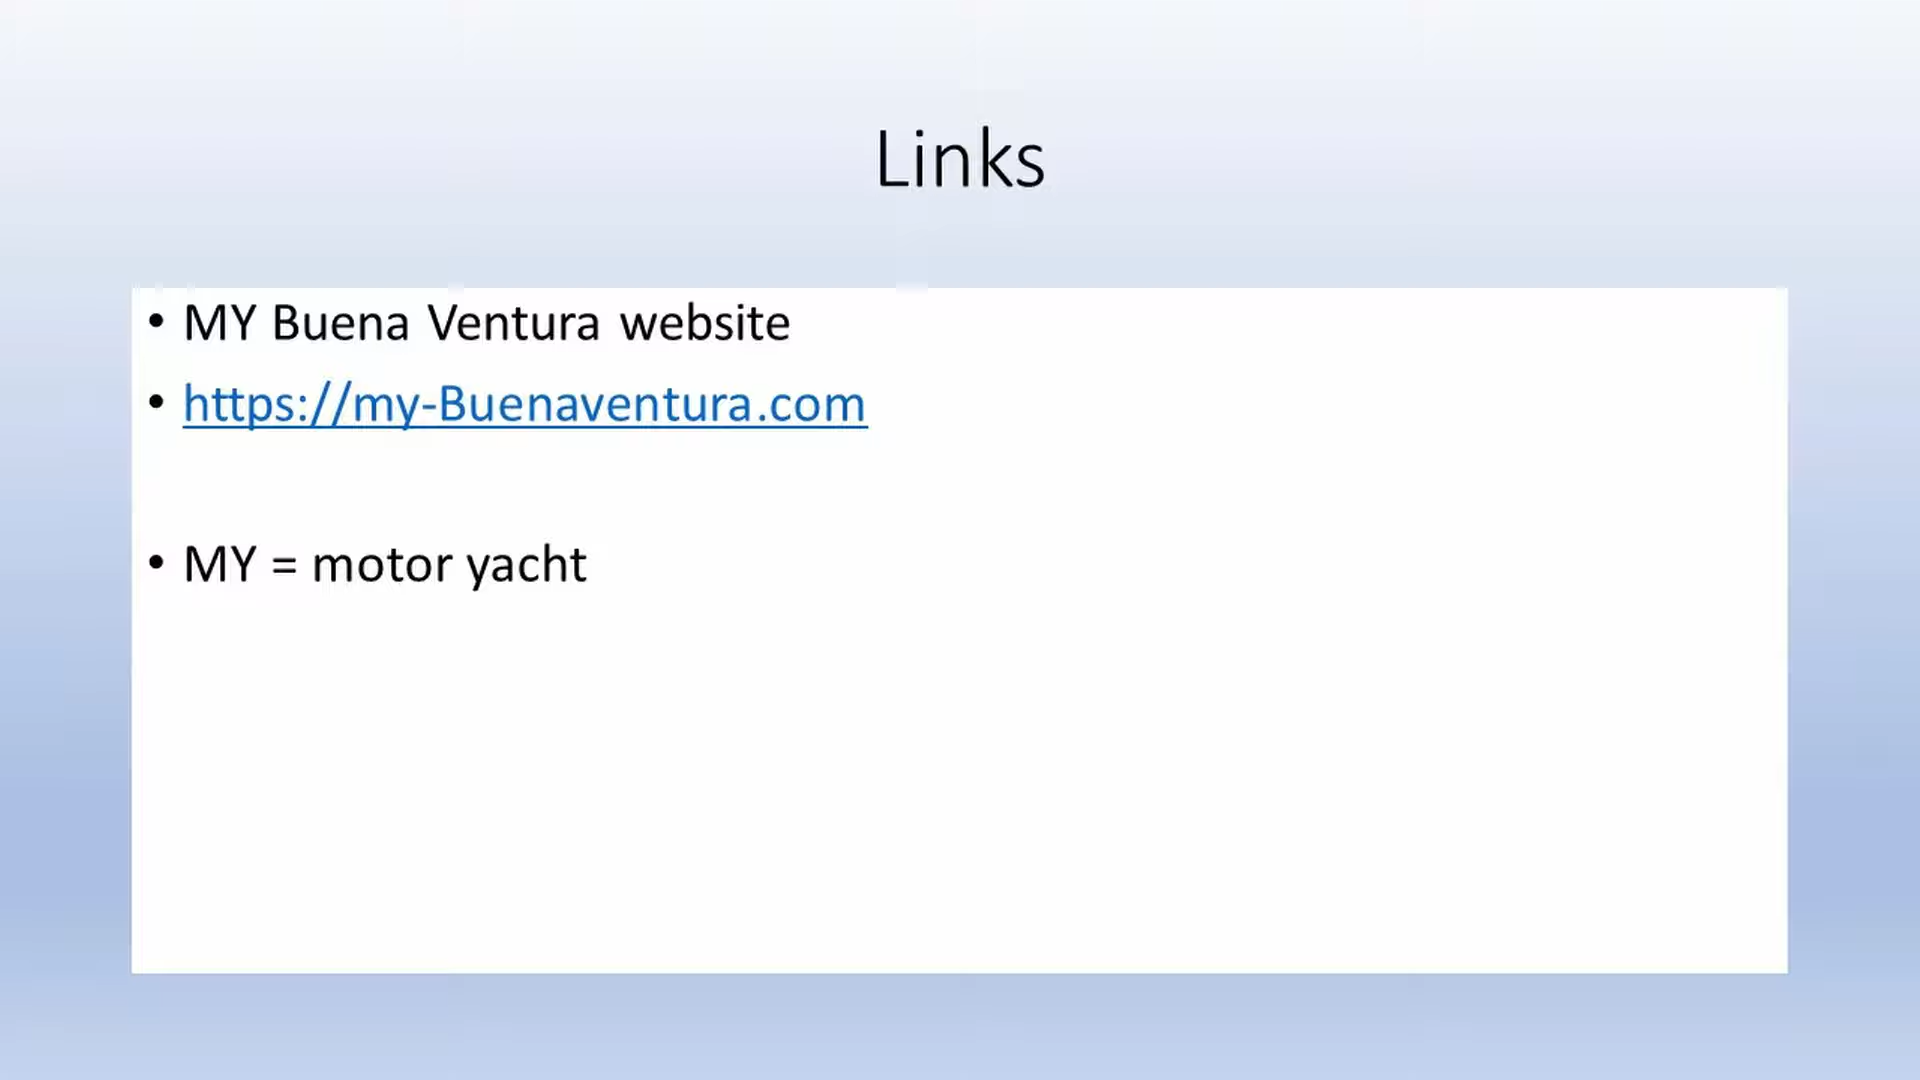 Links
• MY Buena Ventura website
• https://my-Buenaventura.com
• MY = motor yacht